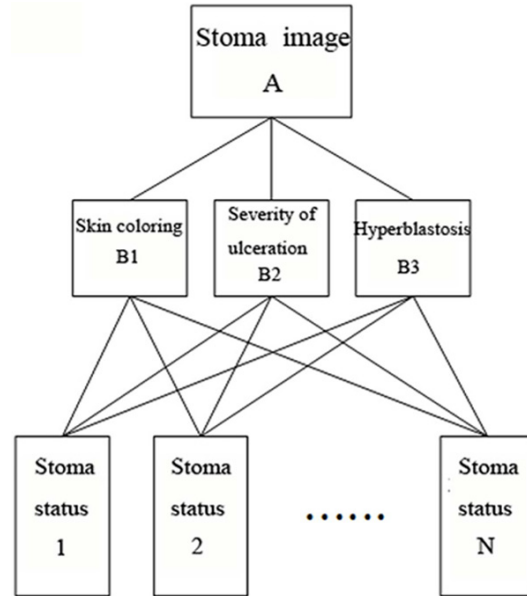 Stoma image
A
Skin coloring
B1
Severity of
ulceration
B2
Hyperblastosis
B3
Stoma
status
1
Stoma
status
2
......
Stoma
status
N